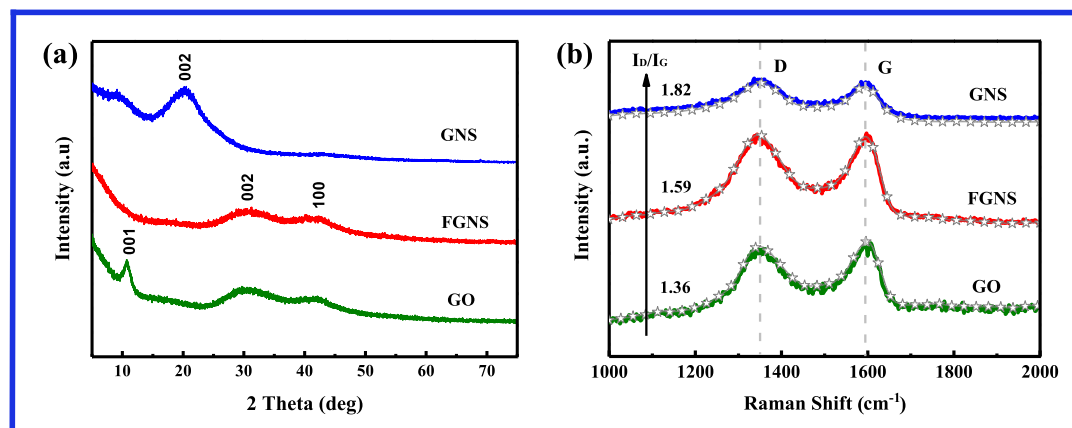 (a)
002
GNS
002
100
FGNS
001
GO
Intensity (a.u)
10 20 30 40 50 60 70
2 Theta (deg)
(b)
ID/IG
D
G
1.82
GNS
1.59
FGNS
1.36
GO
Intensity (a.u.)
1000 1200 1400 1600 1800 2000
Raman Shift (cm-1)